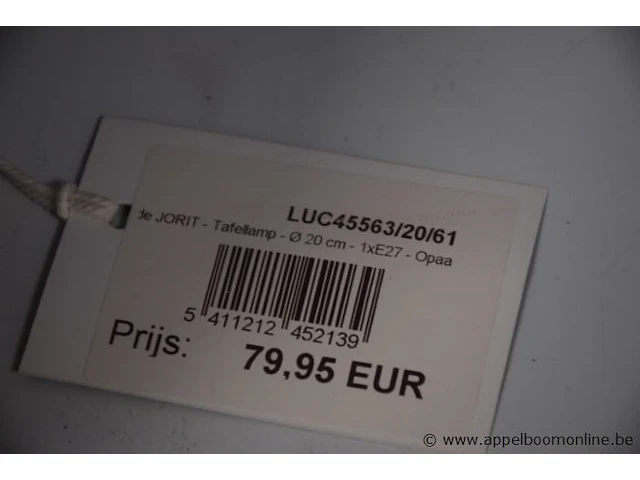 LUC45563/20/61
de JORIT - Tafellamp - Ø 20 cm - 1xE27 - Opaa
5 411212 452139
Prijs: 79,95 EUR
© www.appelboomonline.be